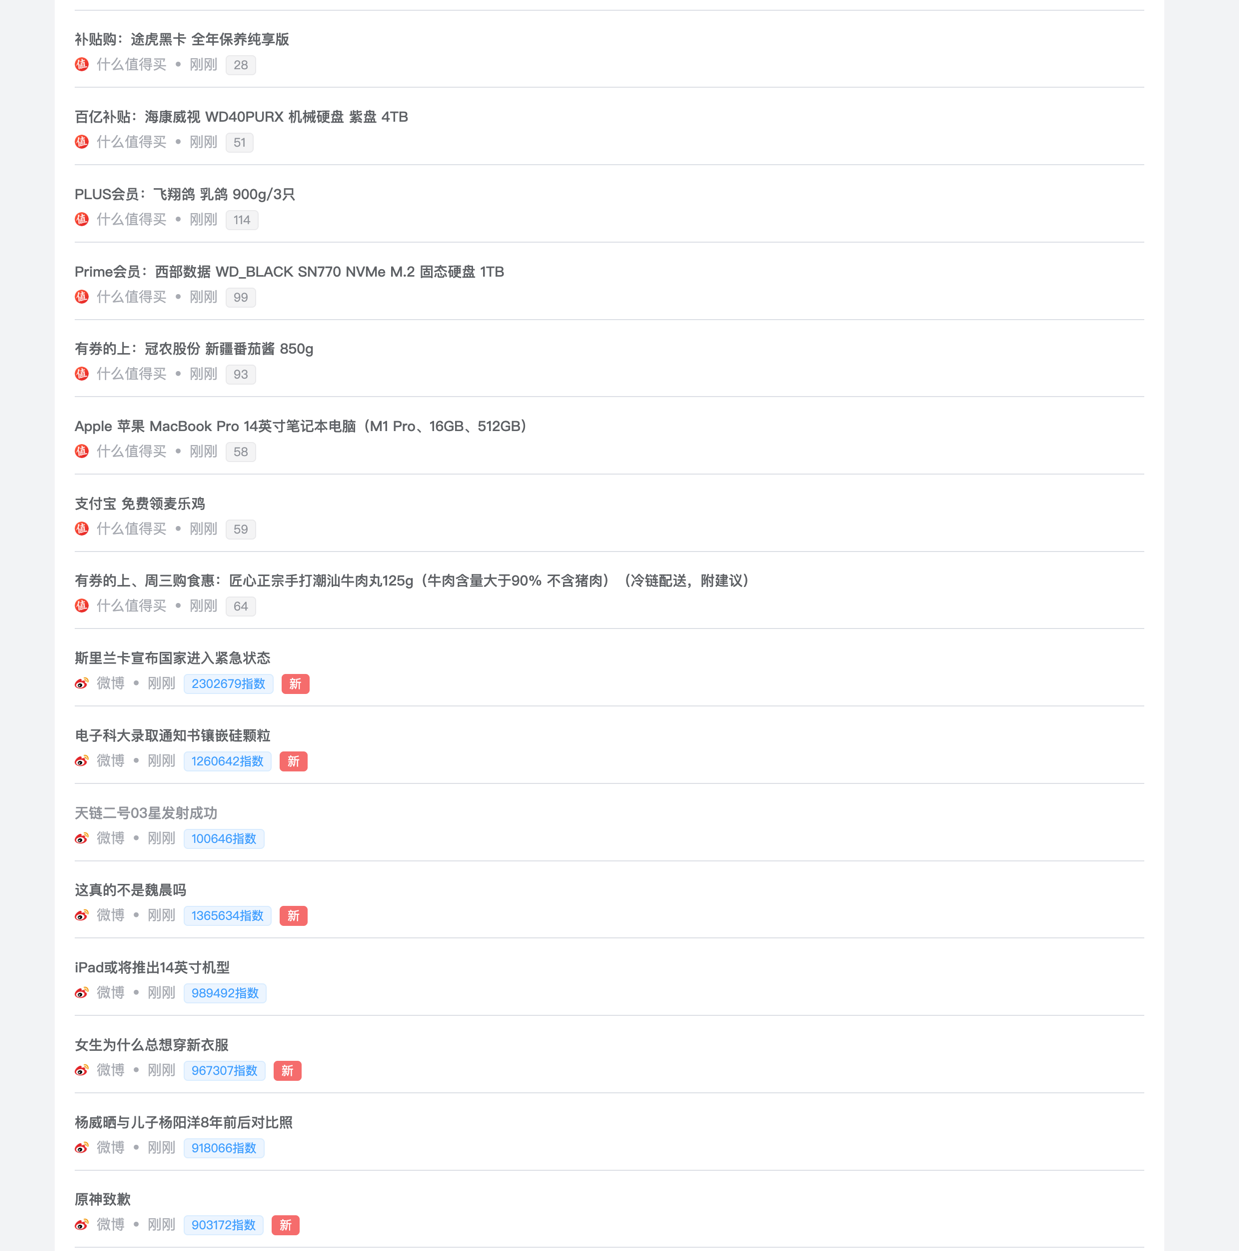 补贴购：途虎黑卡 全年保养纯享版
值 什么值得买 • 刚刚 28
百亿补贴：海康威视 WD40PURX 机械硬盘 紫盘 4TB
值 什么值得买 • 刚刚 51
PLUS会员：飞翔鸽 乳鸽 900g/3只
值 什么值得买 • 刚刚 114
Prime会员：西部数据 WD_BLACK SN770 NVMe M.2 固态硬盘 1TB
值 什么值得买 • 刚刚 99
有券的上：冠农股份 新疆番茄酱 850g
值 什么值得买 • 刚刚 93
Apple 苹果 MacBook Pro 14英寸笔记本电脑（M1 Pro、16GB、512GB）
值 什么值得买 • 刚刚 58
支付宝 免费领麦乐鸡
值 什么值得买 • 刚刚 59
有券的上、周三购食惠：匠心正宗手打潮汕牛肉丸125g（牛肉含量大于90% 不含猪肉）（冷链配送，附建议）
值 什么值得买 • 刚刚 64
斯里兰卡宣布国家进入紧急状态
微博 • 刚刚 2302679指数 新
电子科大录取通知书镶嵌硅颗粒
微博 • 刚刚 1260642指数 新
天链二号03星发射成功
微博 • 刚刚 100646指数
这真的不是魏晨吗
微博 • 刚刚 1365634指数 新
iPad或将推出14英寸机型
微博 • 刚刚 989492指数
女生为什么总想穿新衣服
微博 • 刚刚 967307指数 新
杨威晒与儿子杨阳洋8年前后对比照
微博 • 刚刚 918066指数
原神致歉
微博 • 刚刚 903172指数 新